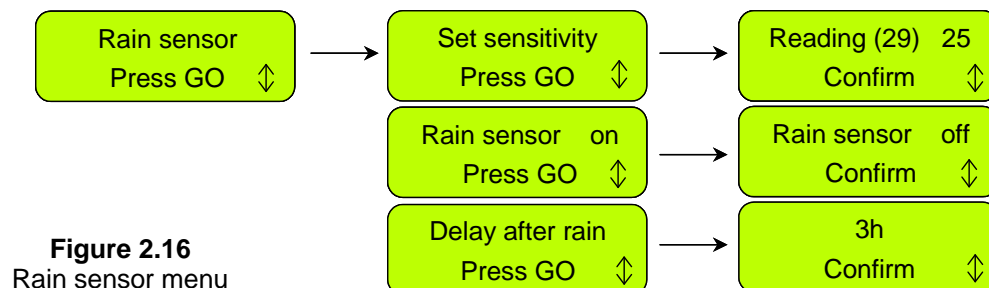 Rain sensor
Press GO
Set sensitivity
Press GO
Reading (29) 25
Confirm
Rain sensor on
Press GO
Rain sensor off
Confirm
Delay after rain
Press GO
3h
Confirm
Figure 2.16
Rain sensor menu